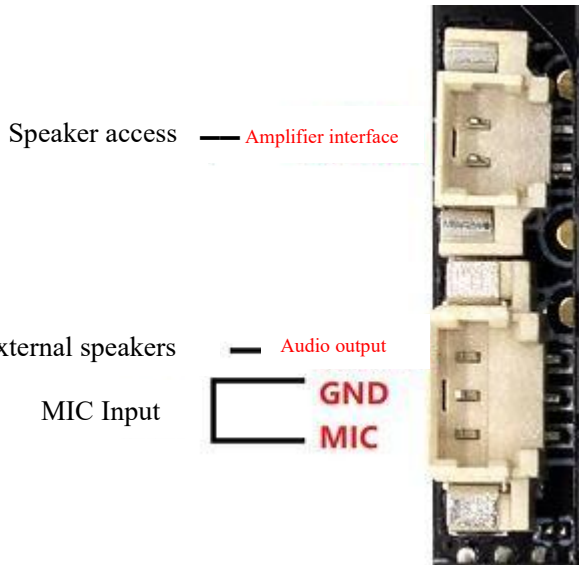 Speaker access Amplifier interface
xternal speakers Audio output
GND
MIC Input
MIC